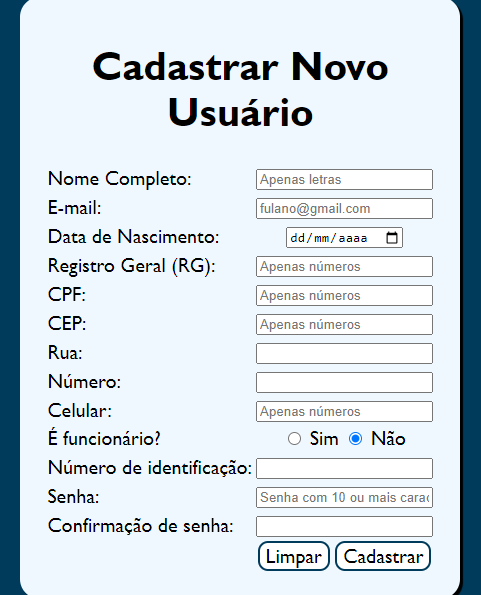 Cadastrar Novo
Usuário
Nome Completo: Apenas letras
E-mail: fulano@gmail.com
Data de Nascimento: dd/mm/aaaa
Registro Geral (RG): Apenas números
CPF: Apenas números
CEP: Apenas números
Rua:
Número:
Celular: Apenas números
É funcionário? Sim Não
Número de identificação:
Senha: Senha com 10 ou mais carac
Confirmação de senha:
Limpar Cadastrar